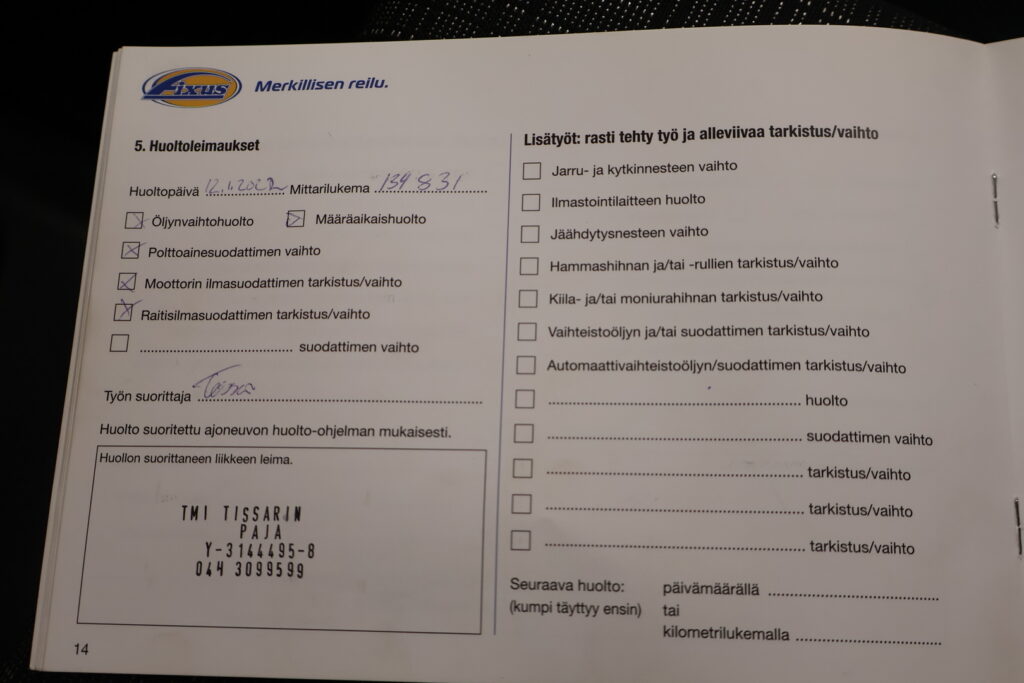 Fixus Merkillisen reilu.
5. Huoltoleimaukset
Huoltopäivä 12.1.2022 Mittarilukema 134 831
Öljynvaihtohuolto Määräaikaishuolto
Polttoainesuodattimen vaihto
Moottorin ilmasuodattimen tarkistus/vaihto
Raitisilmasuodattimen tarkistus/vaihto
suodattimen vaihto
Työn suorittaja
Huolto suoritettu ajoneuvon huolto-ohjelman mukaisesti.
Huollon suorittaneen liikkeen leima.
TMI TISSARIN
PAJA
Y-3144495-8
044 3099599
14
Lisätyöt: rasti tehty työ ja alleviivaa tarkistus/vaihto
Jarru- ja kytkinnesteen vaihto
Ilmastointilaitteen huolto
Jäähdytysnesteen vaihto
Hammashihnan ja/tai -rullien tarkistus/vaihto
Kiila- ja/tai moniurahihnan tarkistus/vaihto
Vaihteistoöljyn ja/tai suodattimen tarkistus/vaihto
Automaattivaihteistoöljyn/suodattimen tarkistus/vaihto
huolto
suodattimen vaihto
tarkistus/vaihto
tarkistus/vaihto
tarkistus/vaihto
Seuraava huolto: päivämäärällä
(kumpi täyttyy ensin) tai
kilometrilukemalla